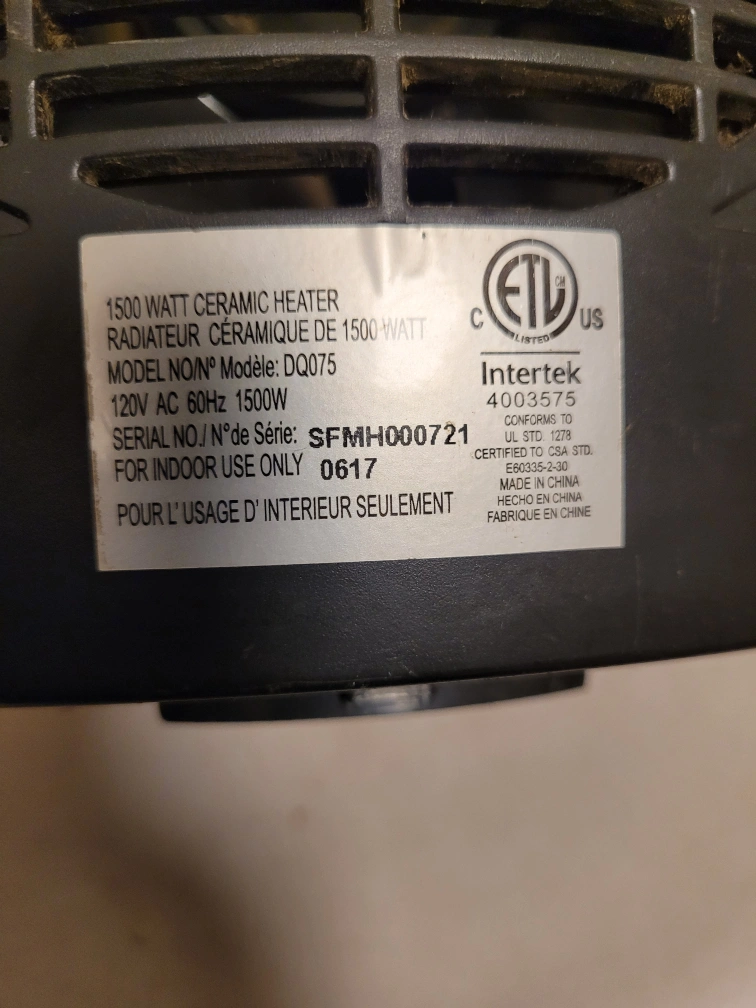 1500 WATT CERAMIC HEATER
RADIATEUR CÉRAMIQUE DE 1500 WATT
MODEL NO/Nº Modèle: DQ075
120V AC 60Hz 1500W
SERIAL NO./ N°de Série: SFMH000721
FOR INDOOR USE ONLY 0617
POUR L'USAGE D' INTERIEUR SEULEMENT
ETL CM
C US
LISTED
Intertek
4003575
CONFORMS TO
UL STD. 1278
CERTIFIED TO CSA STD.
E60335-2-30
MADE IN CHINA
HECHO EN CHINA
FABRIQUE EN CHINE